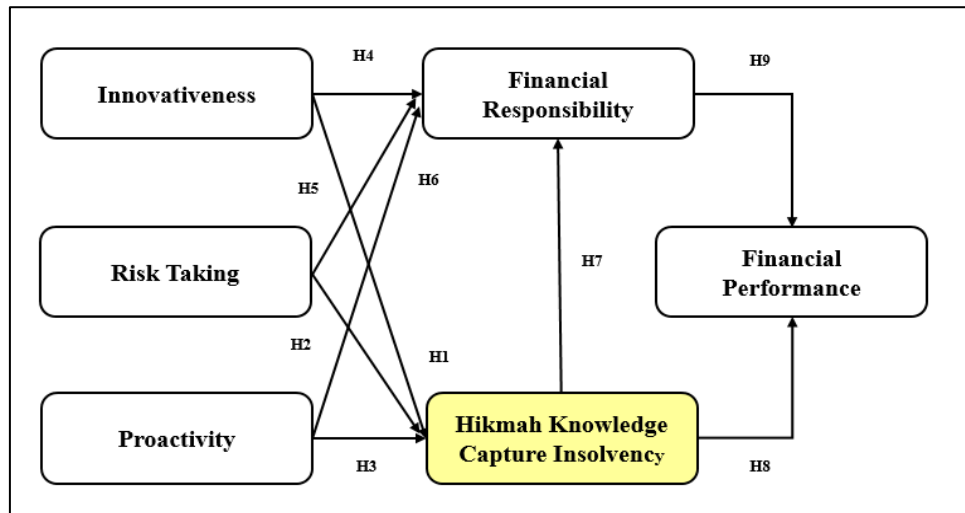 H4
H9
Innovativeness
Financial
Responsibility
H5
H6
Risk Taking
H7
Financial
Performance
H2
H1
Proactivity
Hikmah Knowledge
Capture Insolvency
H3
H8